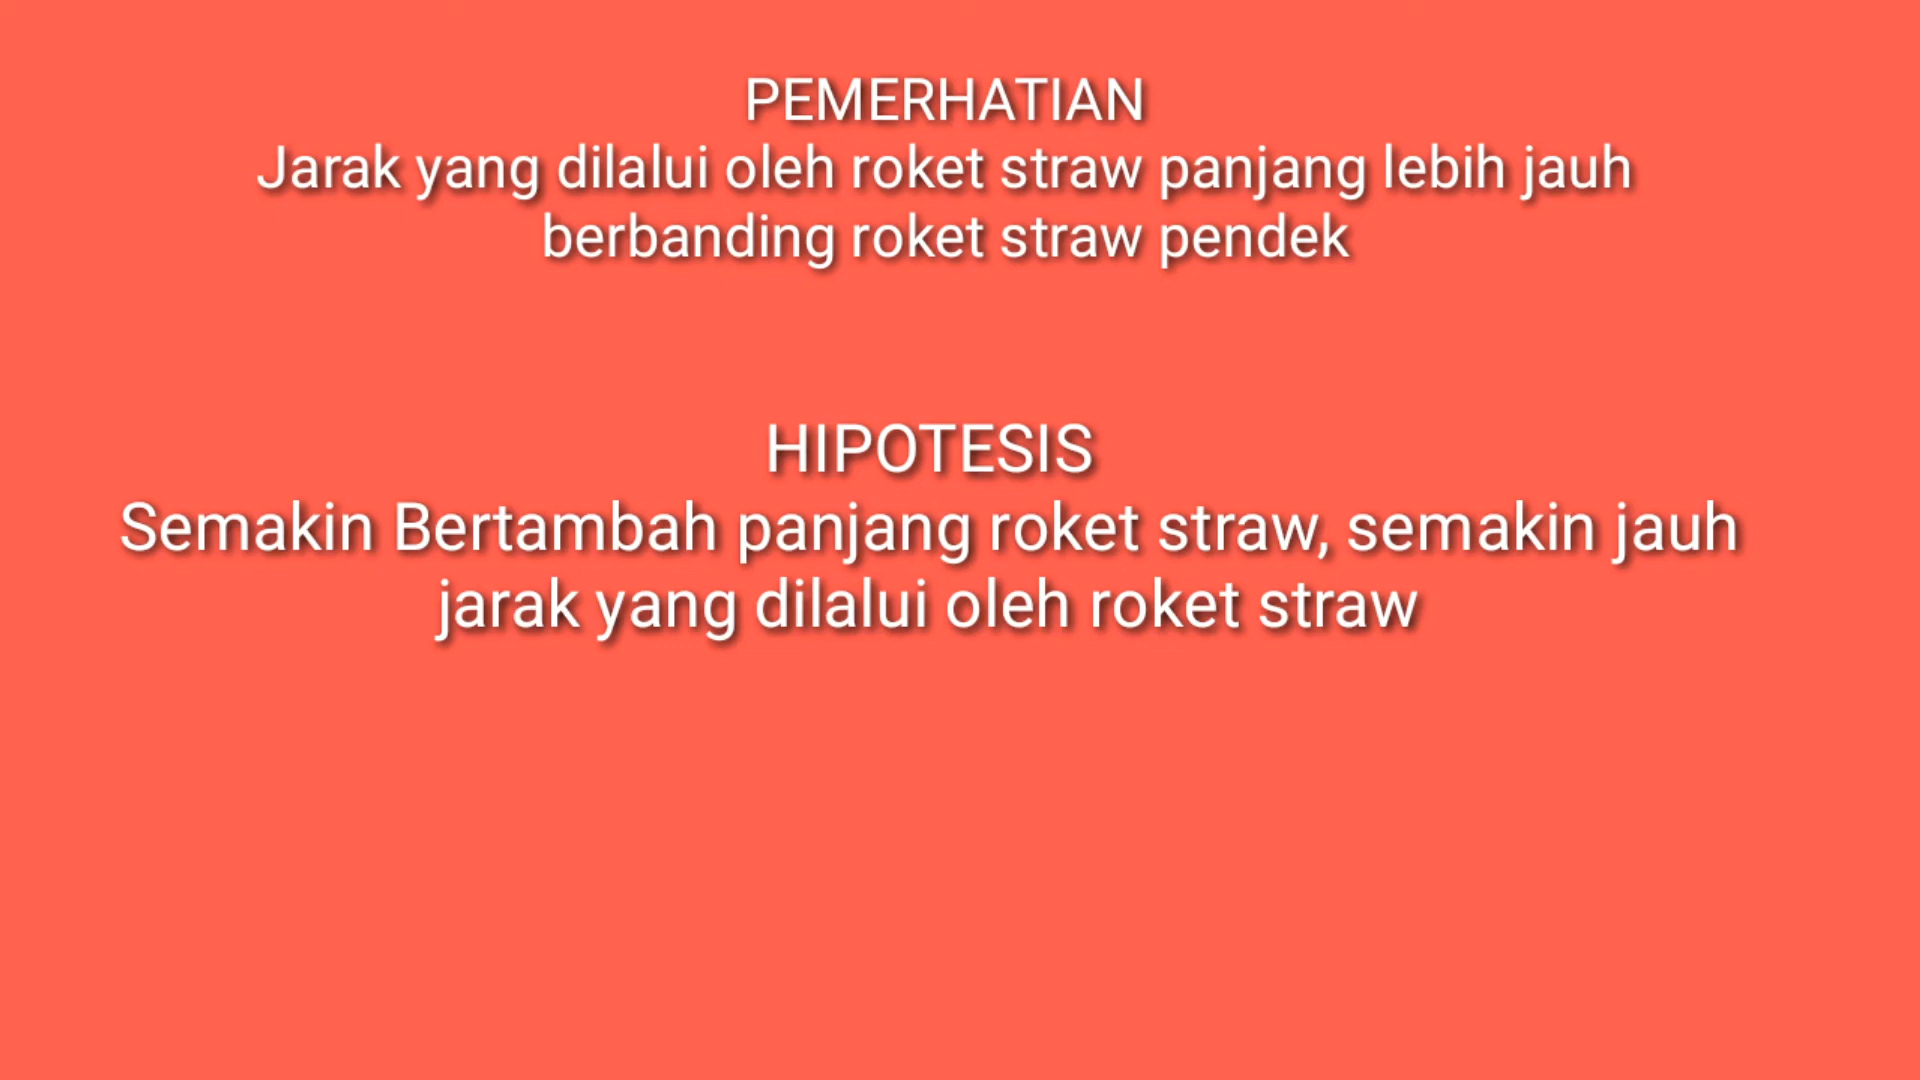 PEMERHATIAN
Jarak yang dilalui oleh roket straw panjang lebih jauh
berbanding roket straw pendek
HIPOTESIS
Semakin Bertambah panjang roket straw, semakin jauh
jarak yang dilalui oleh roket straw